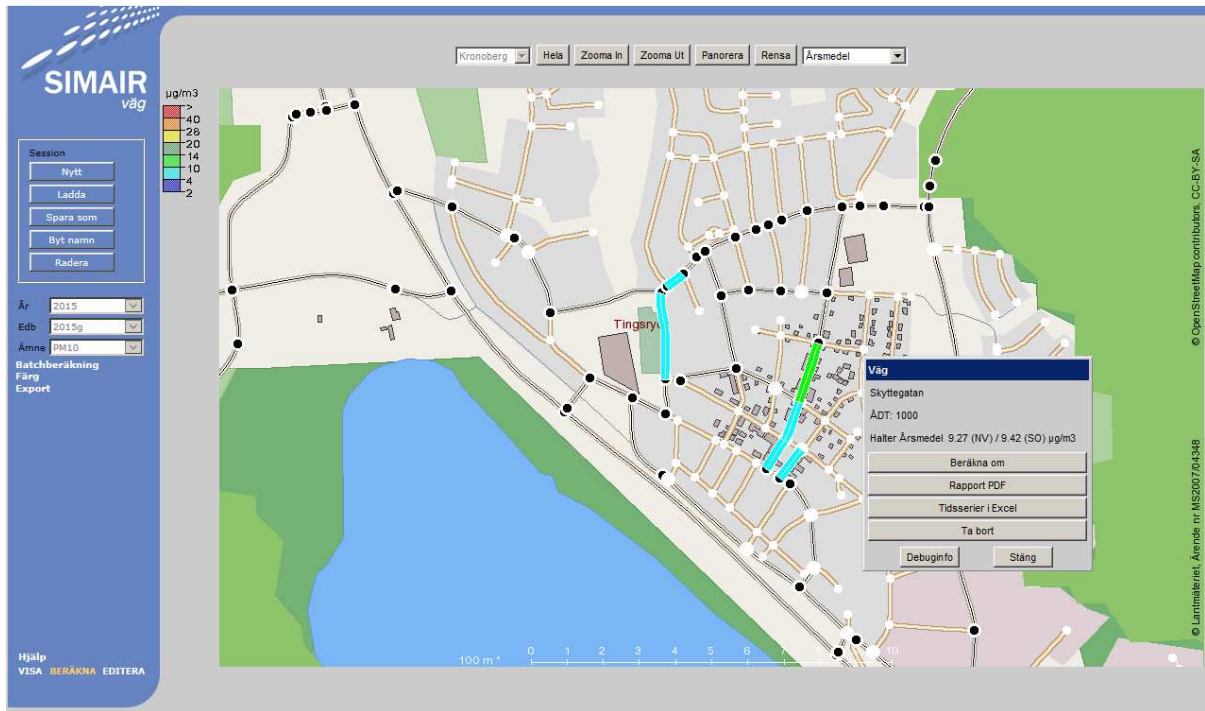 SIMAIR
väg
Session
Nytt
Ladda
Spara som
Byt namn
Radera
År 2015
Edb 2015g
Ämne PM10
Batchberäkning
Färg
Export
Hjälp
VISA BERÄKNA EDITERA
Kronoberg Hela Zooma In Zooma Ut Panorera Rensa Årsmedel
µg/m3
>
40
26
20
14
10
4
2
Tingsryd
Väg
Skyttegatan
ÅDT: 1000
Halter Årsmedel 9.27 (NV) / 9.42 (SO) µg/m3
Beräkna om
Rapport PDF
Tidsserier i Excel
Ta bort
Debuginfo Stäng
100 m * 0 1 2 3 4 5 6 7 8 9 10
© OpenStreetMap contributors, CC-BY-SA
© Lantmäteriet, Ärende nr MS2007/04348